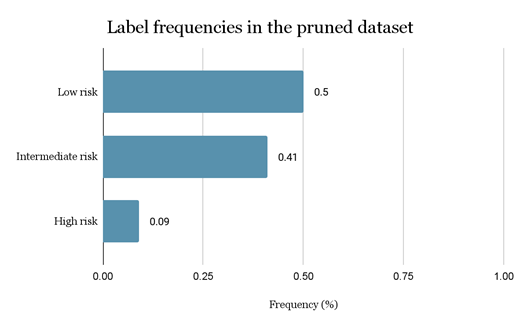 Label frequencies in the pruned dataset
Low risk 0.5
Intermediate risk 0.41
High risk 0.09
0.00 0.25 0.50 0.75 1.00
Frequency (%)